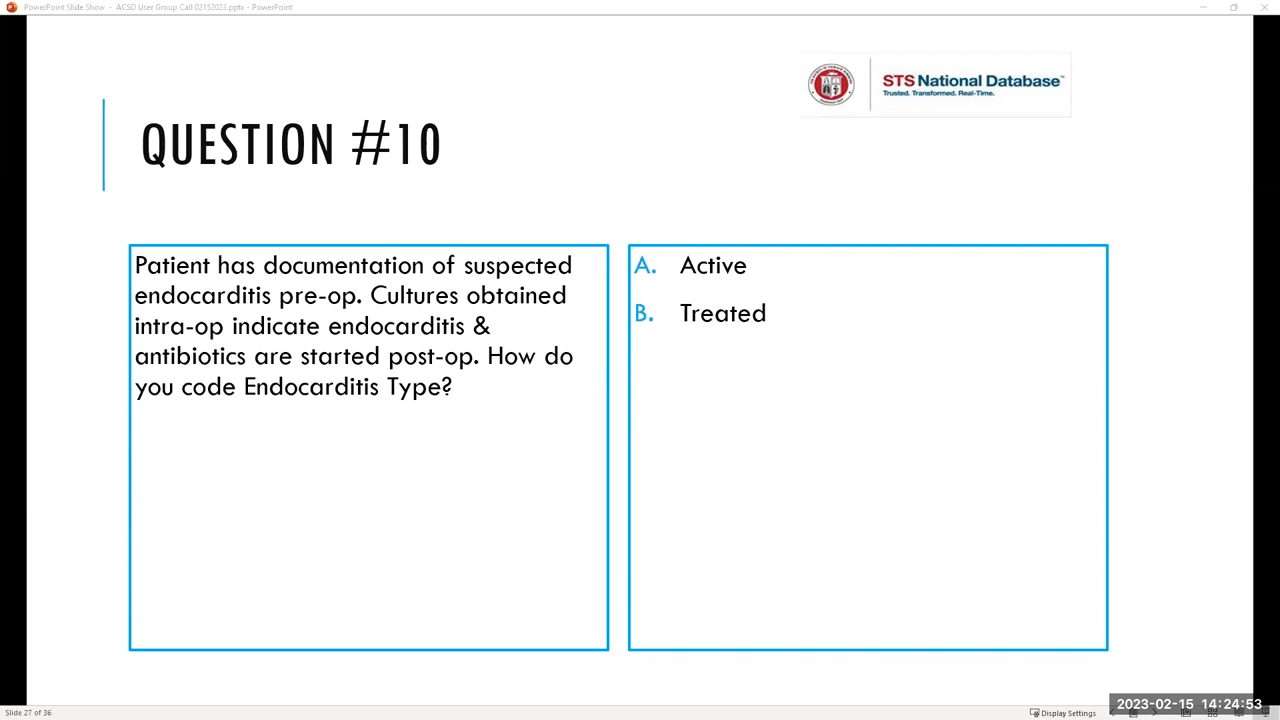 PowerPoint Slide Show - ACSD User Group Call 02152023.pptx - PowerPoint
STS National Database™
Trusted. Transformed. Real-Time.
QUESTION #10
Patient has documentation of suspected
endocarditis pre-op. Cultures obtained
intra-op indicate endocarditis &
antibiotics are started post-op. How do
you code Endocarditis Type?
A. Active
B. Treated
Slide 27 of 36
Display Settings
2023-02-15 14:24:53